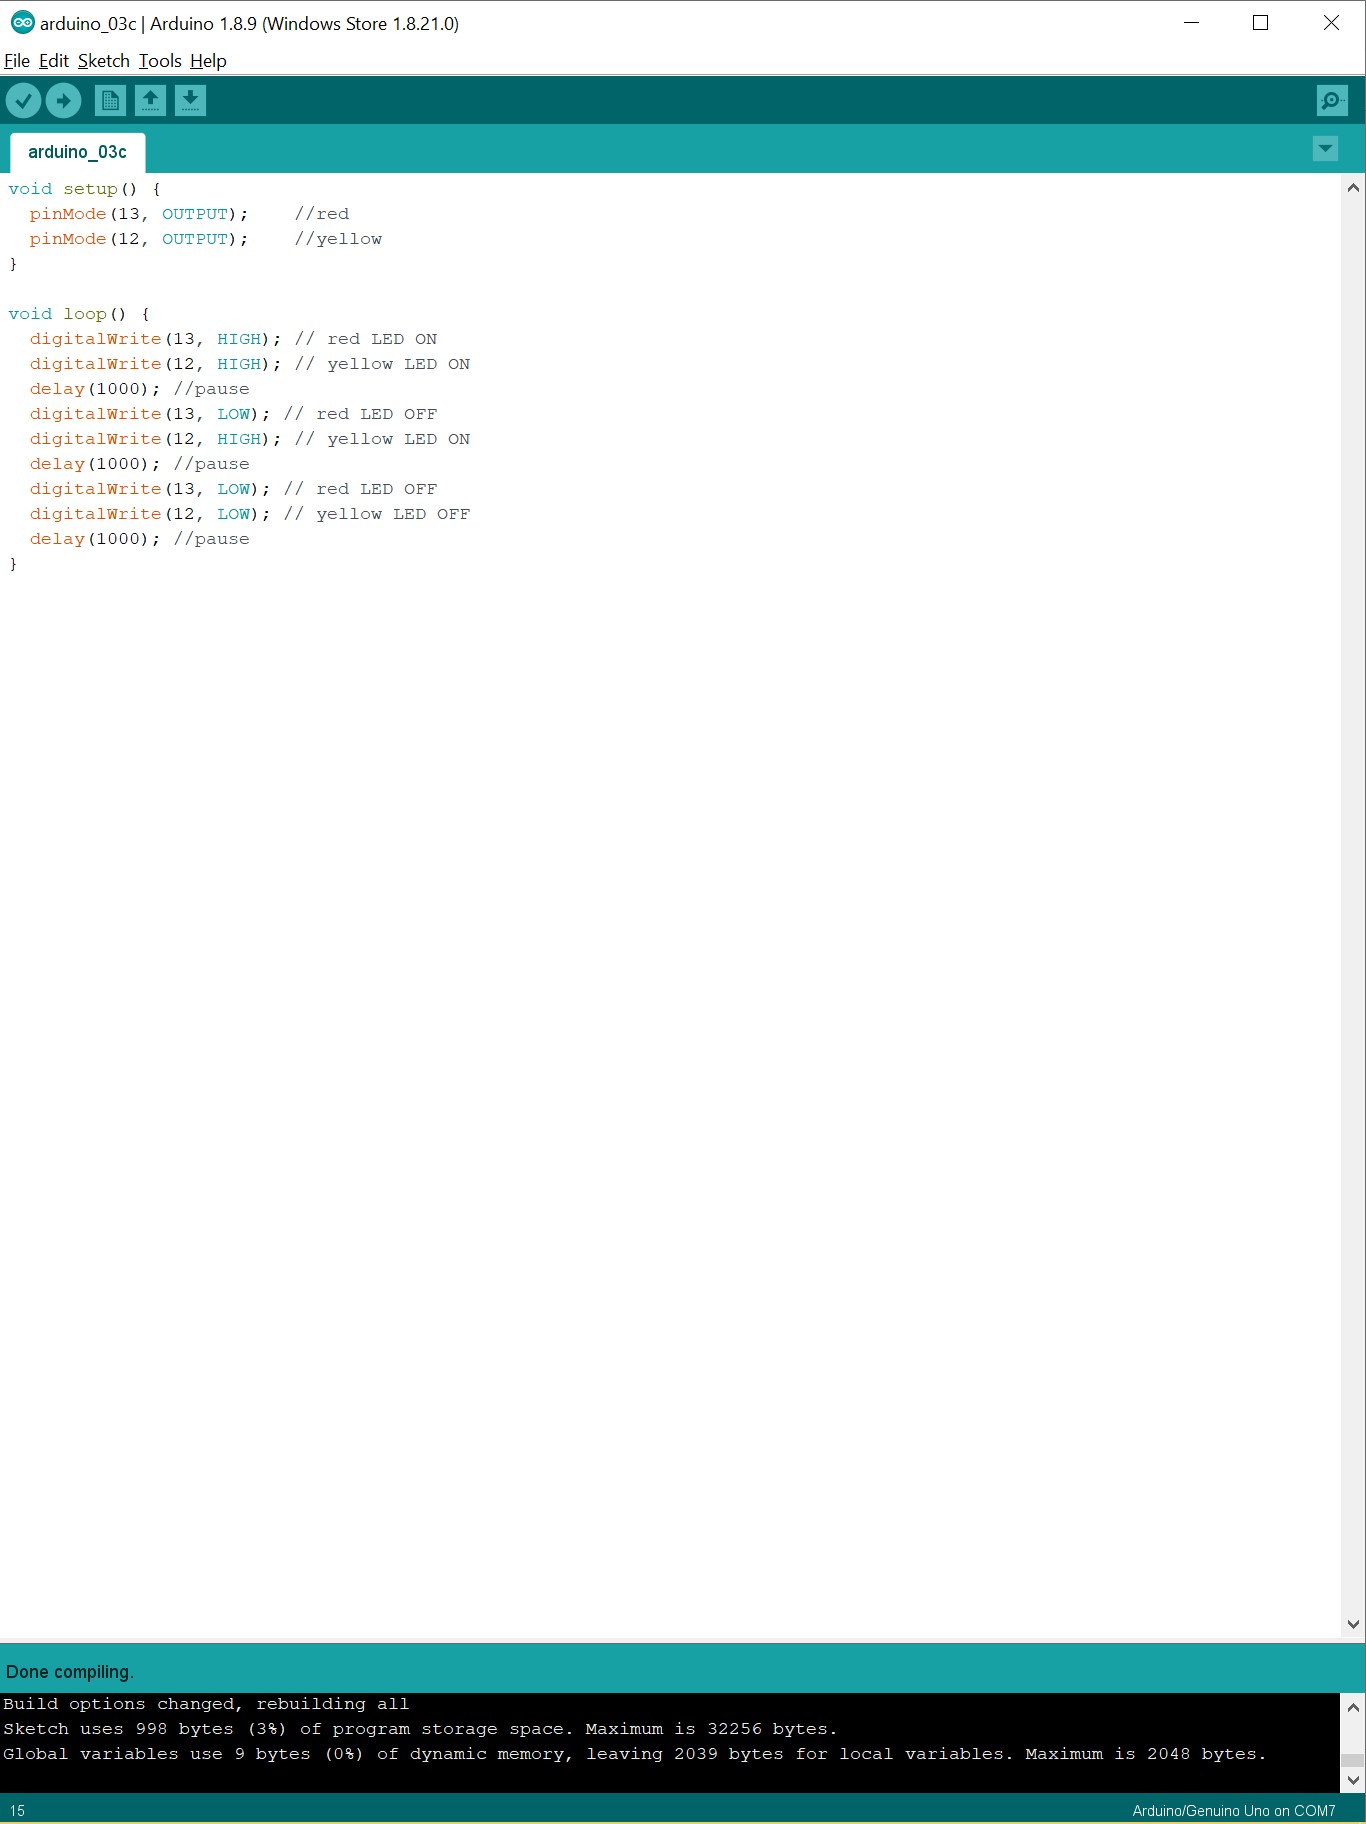 arduino_03c | Arduino 1.8.9 (Windows Store 1.8.21.0)
File Edit Sketch Tools Help
arduino_03c
void setup() {
  pinMode(13, OUTPUT);    //red
  pinMode(12, OUTPUT);    //yellow
}

void loop() {
  digitalWrite(13, HIGH); // red LED ON
  digitalWrite(12, HIGH); // yellow LED ON
  delay(1000); //pause
  digitalWrite(13, LOW); // red LED OFF
  digitalWrite(12, HIGH); // yellow LED ON
  delay(1000); //pause
  digitalWrite(13, LOW); // red LED OFF
  digitalWrite(12, LOW); // yellow LED OFF
  delay(1000); //pause
}
Done compiling.
Build options changed, rebuilding all
Sketch uses 998 bytes (3%) of program storage space. Maximum is 32256 bytes.
Global variables use 9 bytes (0%) of dynamic memory, leaving 2039 bytes for local variables. Maximum is 2048 bytes.
15
Arduino/Genuino Uno on COM7